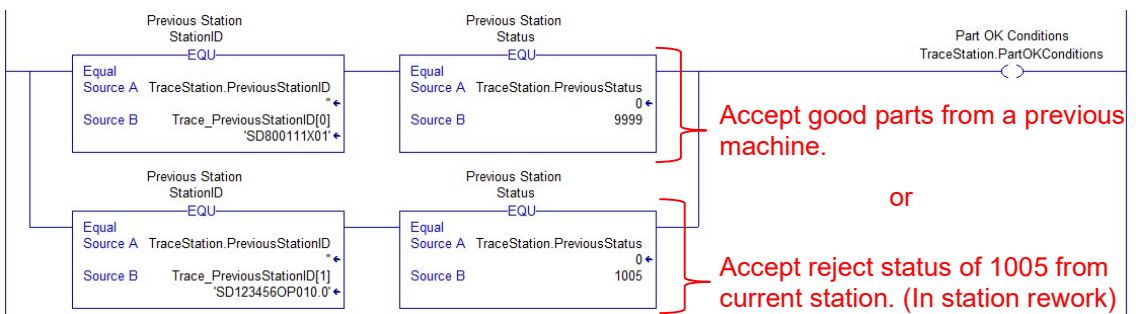 Previous Station
StationID
EQU
Equal
Source A TraceStation.PreviousStationID
''
Source B Trace_PreviousStationID[0]
'SD800111X01'
Previous Station
Status
EQU
Equal
Source A TraceStation.PreviousStatus
0
Source B 9999
Part OK Conditions
TraceStation.PartOKConditions
Accept good parts from a previous
machine.
or
Previous Station
StationID
EQU
Equal
Source A TraceStation.PreviousStationID
''
Source B Trace_PreviousStationID[1]
'SD123456OP010.0'
Previous Station
Status
EQU
Equal
Source A TraceStation.PreviousStatus
0
Source B 1005
Accept reject status of 1005 from
current station. (In station rework)